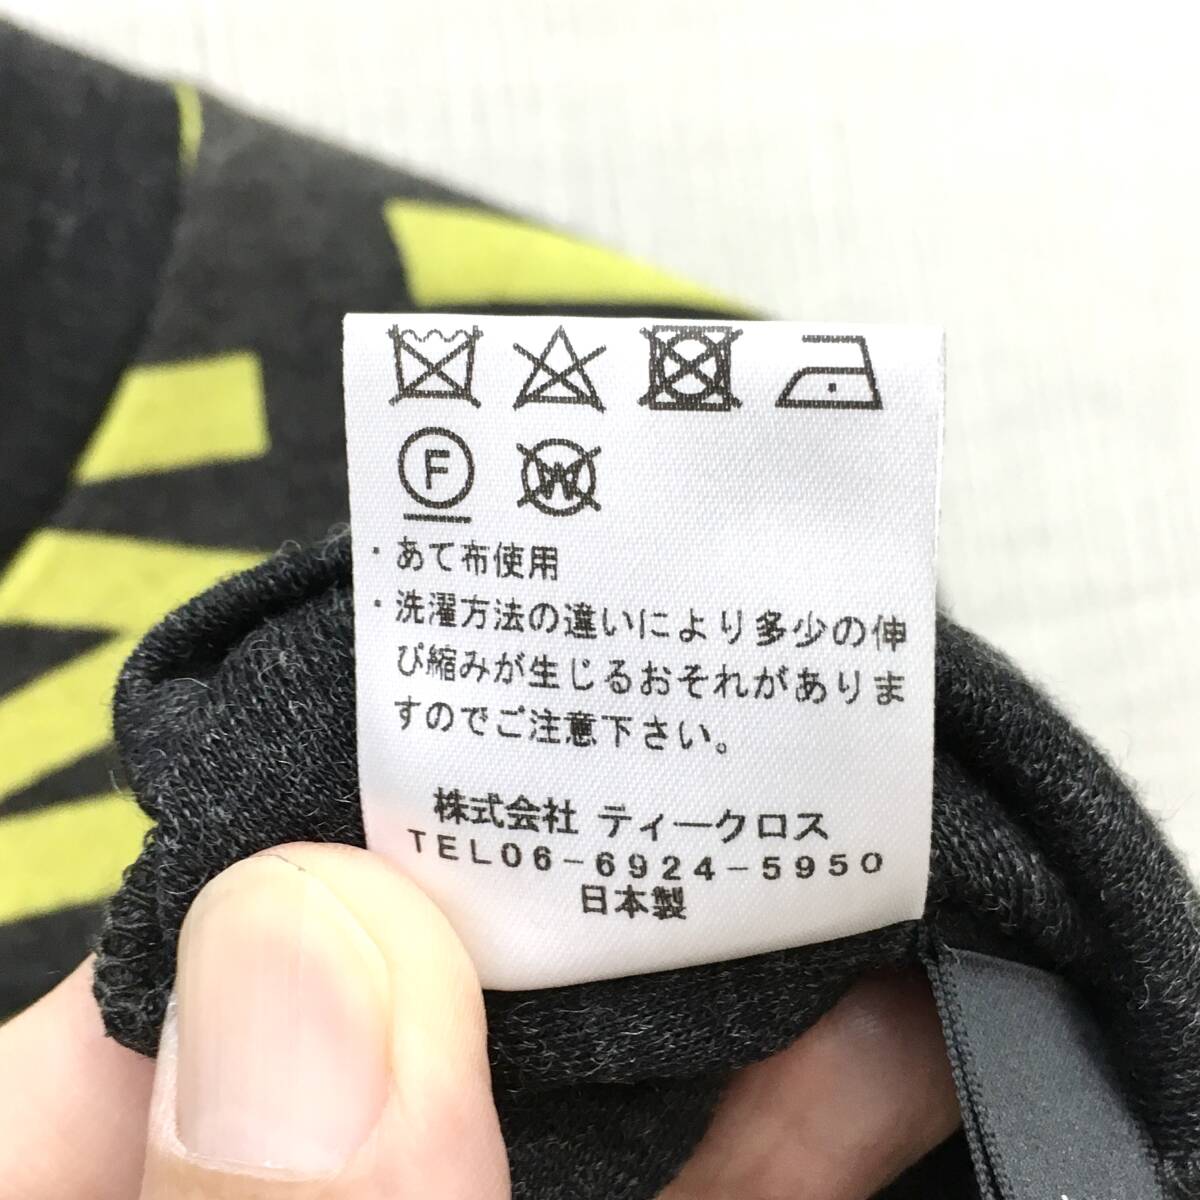 F W
・あて布使用
・洗濯方法の違いにより多少の伸
び縮みが生じるおそれがありま
すのでご注意下さい。
株式会社 ティークロス
TEL06-6924-5950
日本製